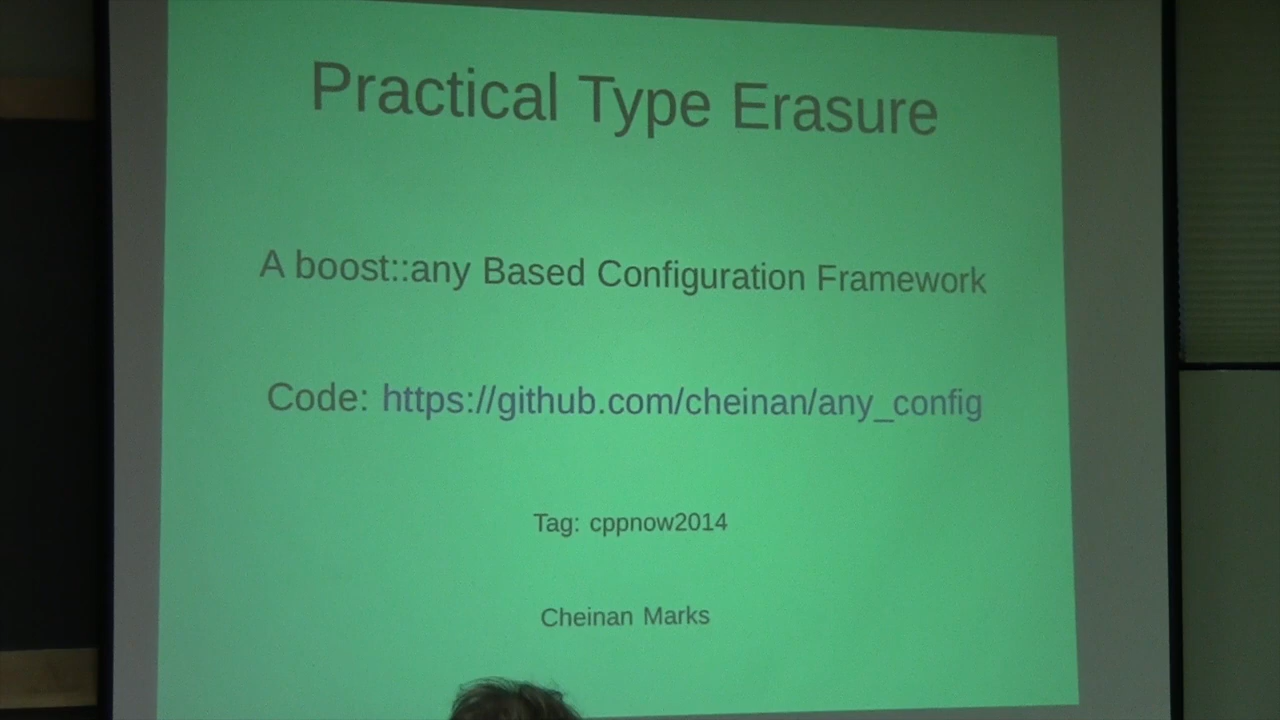 Practical Type Erasure
A boost::any Based Configuration Framework
Code: https://github.com/cheinan/any_config
Tag: cppnow2014
Cheinan Marks